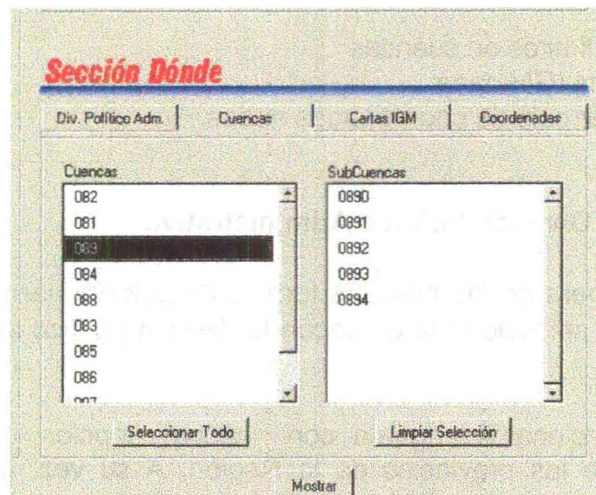 Sección Dónde
Div. Político Adm. Cuencas Cartas IGM Coordenadas
Cuencas SubCuencas
082 0890
081 0891
089 0892
084 0893
088 0894
083
085
086
Seleccionar Todo Limpiar Selección
Mostrar